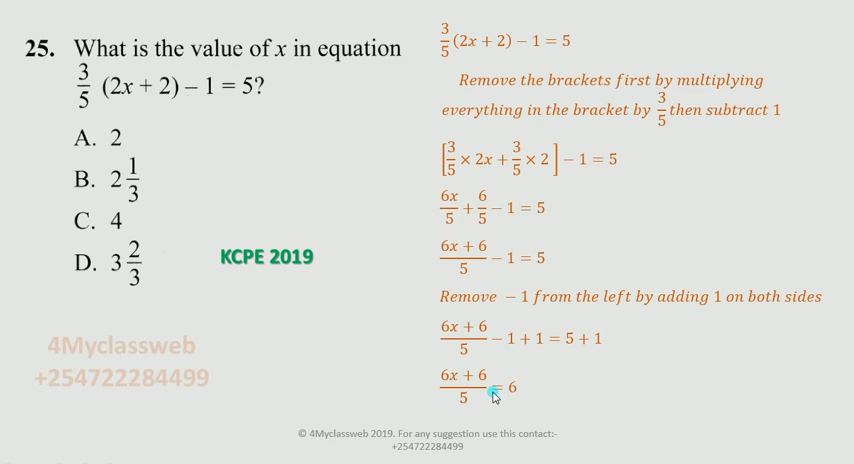 25. What is the value of x in equation
3/5 (2x + 2) – 1 = 5?
A. 2
B. 2 1/3
C. 4
D. 3 2/3
KCPE 2019
4Myclassweb
+254722284499
3/5 (2x + 2) − 1 = 5
Remove the brackets first by multiplying
everything in the bracket by 3/5 then subtract 1
[3/5 × 2x + 3/5 × 2] − 1 = 5
6x/5 + 6/5 − 1 = 5
(6x + 6)/5 − 1 = 5
Remove − 1 from the left by adding 1 on both sides
(6x + 6)/5 − 1 + 1 = 5 + 1
(6x + 6)/5 = 6
© 4Myclassweb 2019. For any suggestion use this contact:-
+254722284499